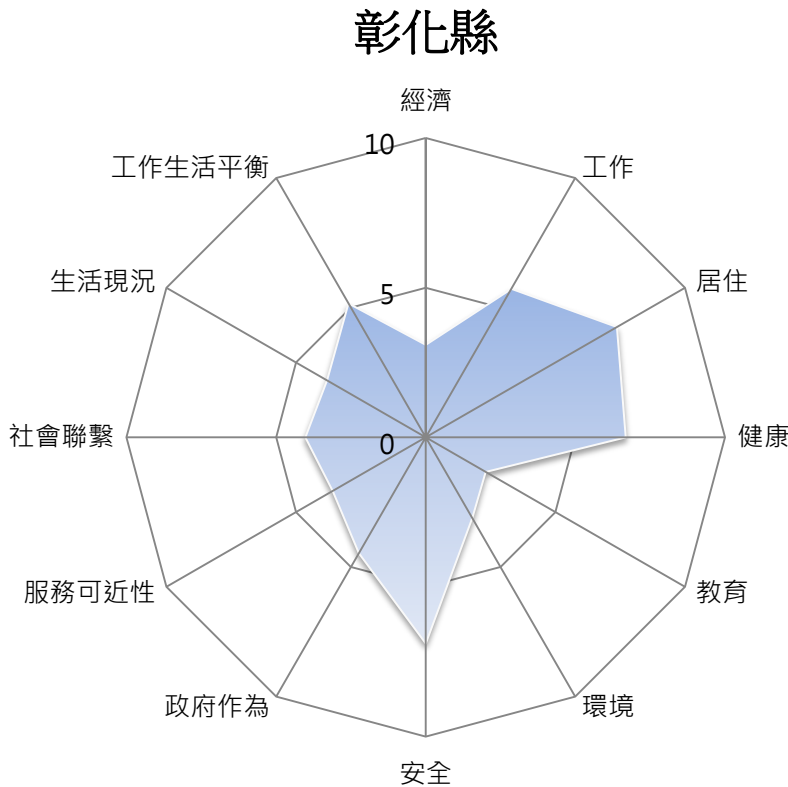 彰化縣
經濟
10
工作生活平衡
工作
生活現況
5
居住
社會聯繫
0
健康
服務可近性
教育
政府作為
環境
安全